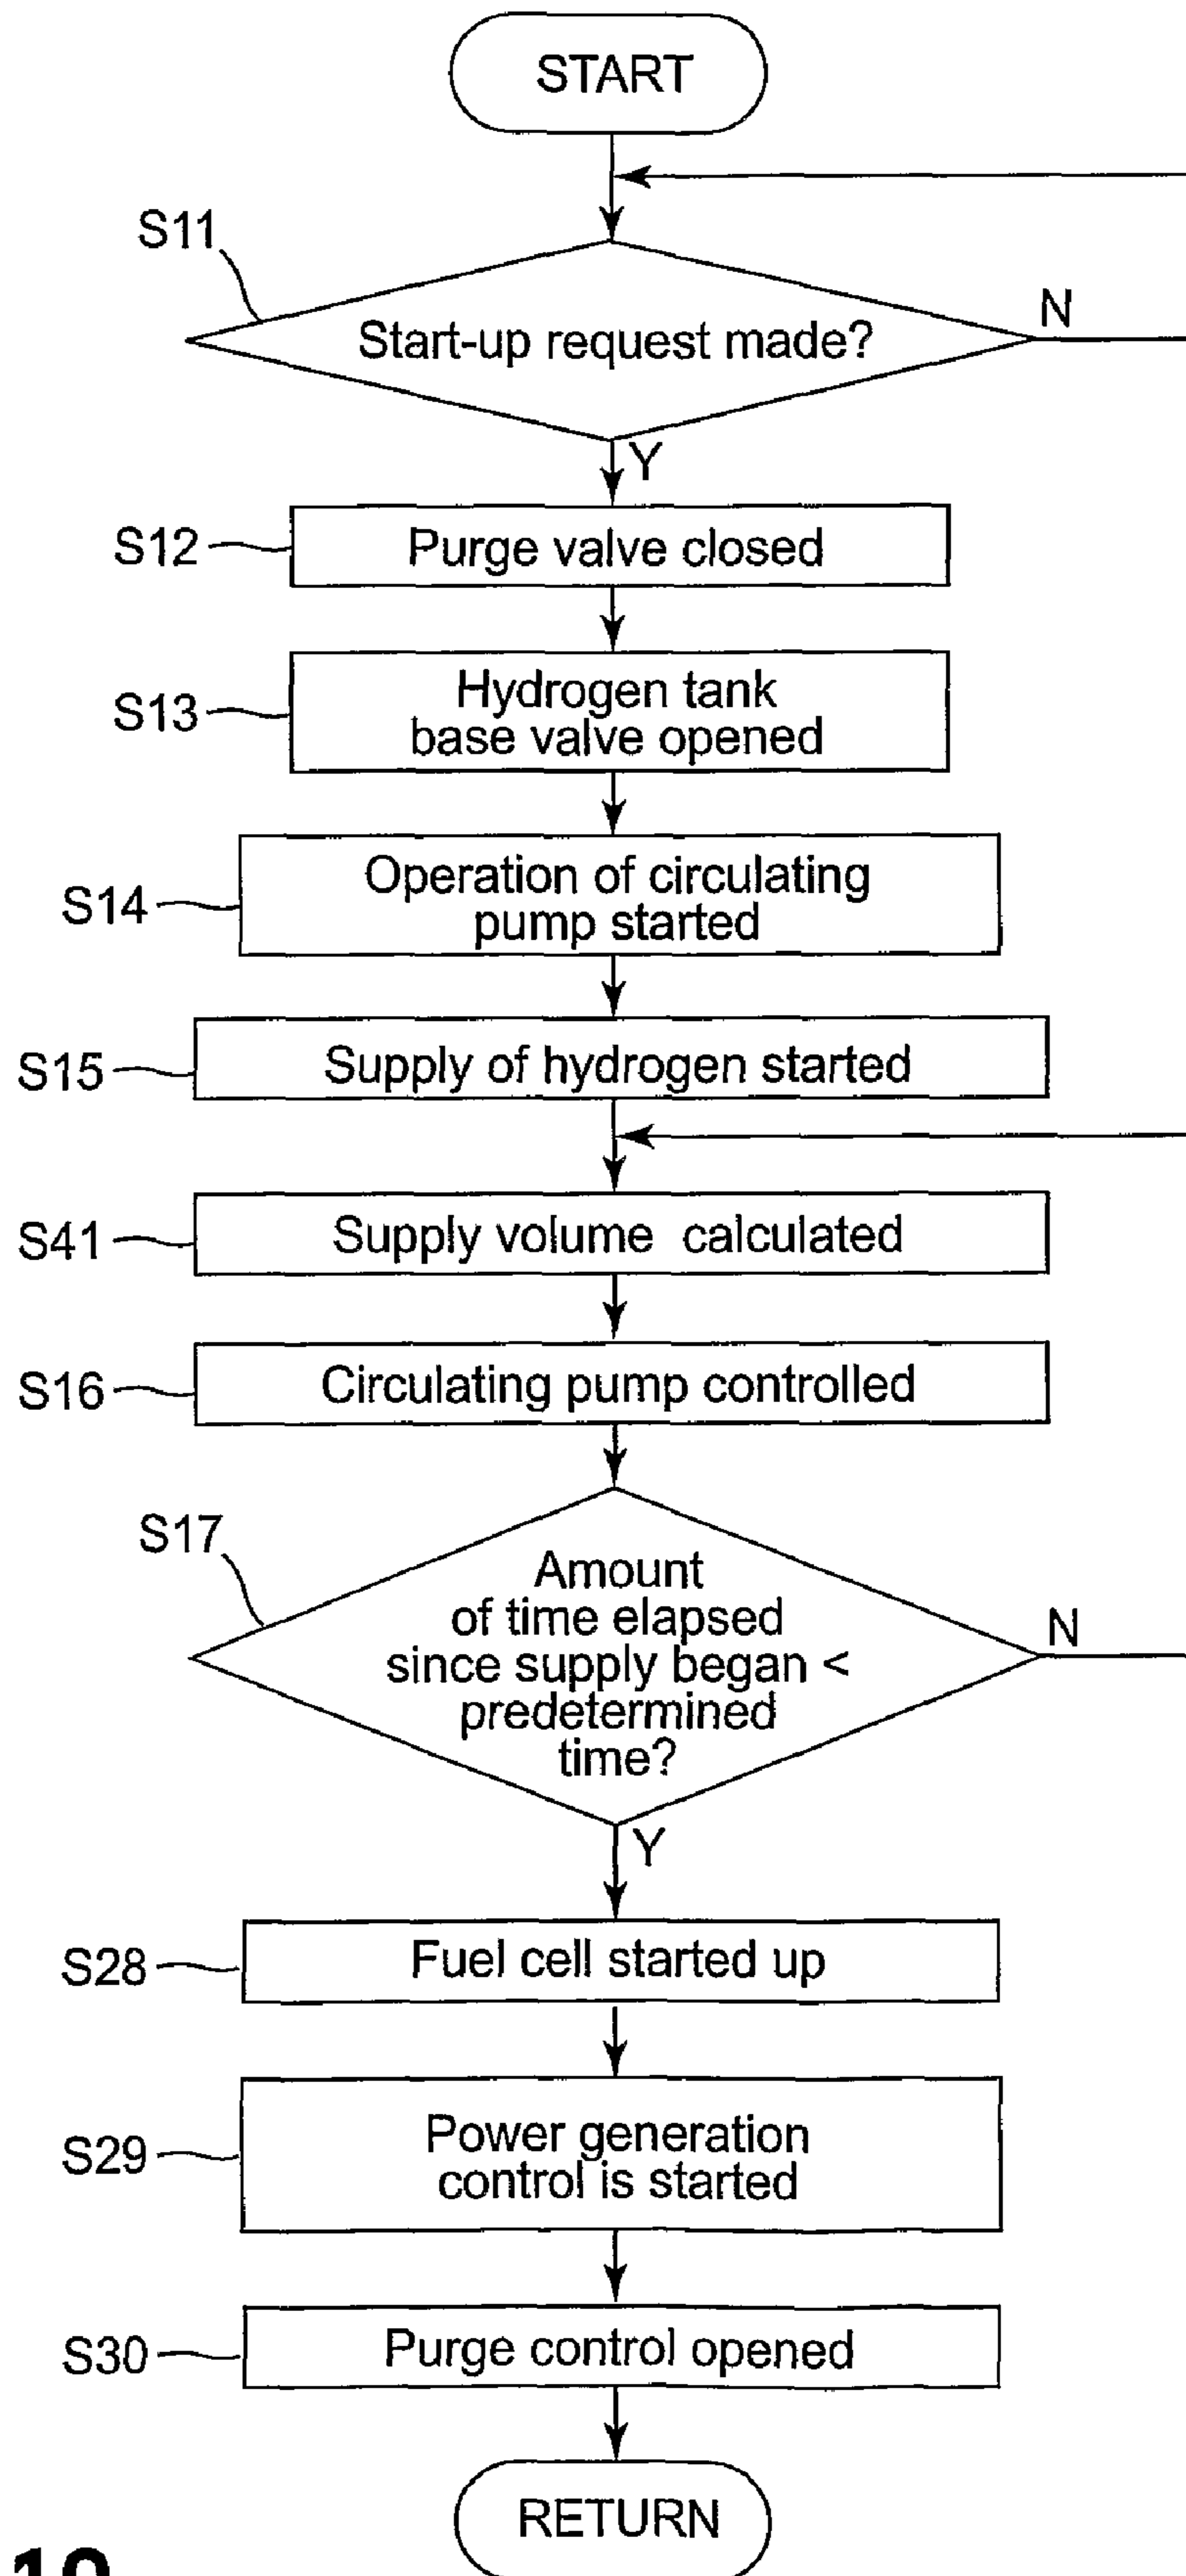 START
S11
Start-up request made?
N
Y
S12
Purge valve closed
S13
Hydrogen tank
base valve opened
S14
Operation of circulating
pump started
S15
Supply of hydrogen started
S41
Supply volume calculated
S16
Circulating pump controlled
S17
Amount
of time elapsed
since supply began <
predetermined
time?
N
Y
S28
Fuel cell started up
S29
Power generation
control is started
S30
Purge control opened
RETURN